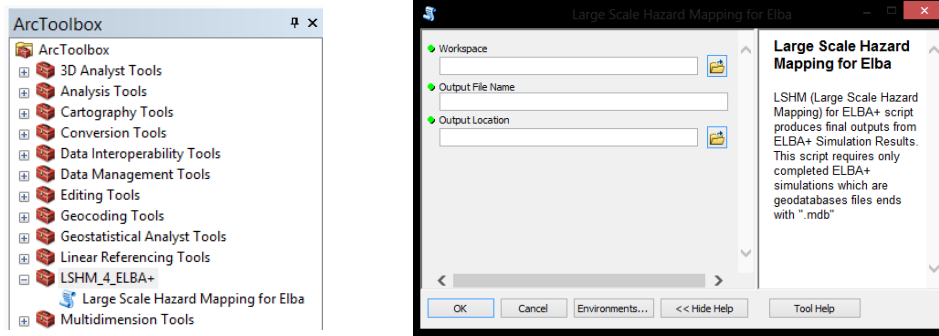 ArcToolbox
ArcToolbox
3D Analyst Tools
Analysis Tools
Cartography Tools
Conversion Tools
Data Interoperability Tools
Data Management Tools
Editing Tools
Geocoding Tools
Geostatistical Analyst Tools
Linear Referencing Tools
LSHM_4_ELBA+
Large Scale Hazard Mapping for Elba
Multidimension Tools
Large Scale Hazard Mapping for Elba
Workspace
Output File Name
Output Location
Large Scale Hazard
Mapping for Elba
LSHM (Large Scale Hazard
Mapping) for ELBA+ script
produces final outputs from
ELBA+ Simulation Results.
This script requires only
completed ELBA+
simulations which are
geodatabases files ends
with ".mdb"
OK
Cancel
Environments...
<< Hide Help
Tool Help